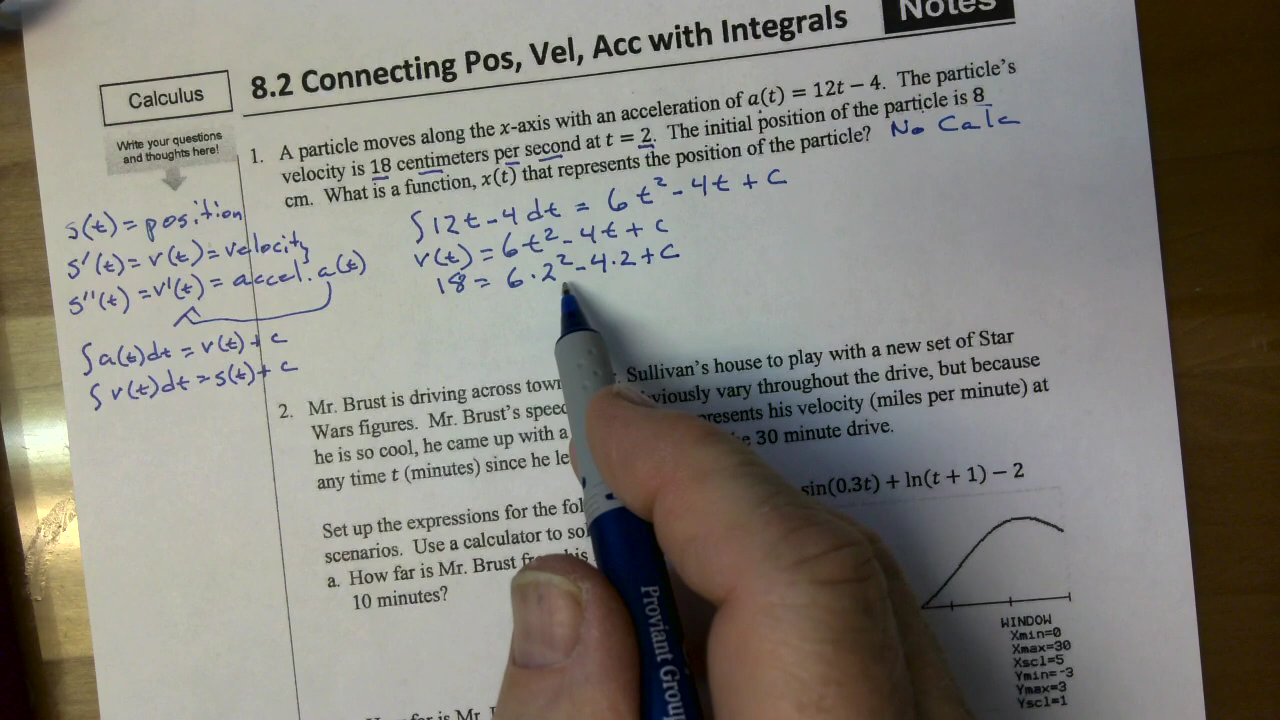 Notes
8.2 Connecting Pos, Vel, Acc with Integrals
Calculus
Write your questions
and thoughts here!
1. A particle moves along the x-axis with an acceleration of a(t) = 12t − 4. The particle's
velocity is 18 centimeters per second at t = 2. The initial position of the particle is 8
cm. What is a function, x(t) that represents the position of the particle? No Calc
s(t) = position
s'(t) = v(t) = velocity
s''(t) = v'(t) = accel. a(t)
∫ a(t)dt = v(t) + c
∫ v(t)dt = s(t) + c
∫ 12t − 4 dt = 6t² − 4t + C
v(t) = 6t² − 4t + C
18 = 6·2² − 4·2 + C
2. Mr. Brust is driving across town Sullivan's house to play with a new set of Star
Wars figures. Mr. Brust's speed viously vary throughout the drive, but because
he is so cool, he came up with a presents his velocity (miles per minute) at
any time t (minutes) since he le 30 minute drive.
sin(0.3t) + ln(t + 1) − 2
Set up the expressions for the fol
scenarios. Use a calculator to sol
a. How far is Mr. Brust his
10 minutes?
far is Mr.
WINDOW
Xmin=0
Xmax=30
Xscl=5
Ymin=-3
Ymax=3
Yscl=1
Proviant Group